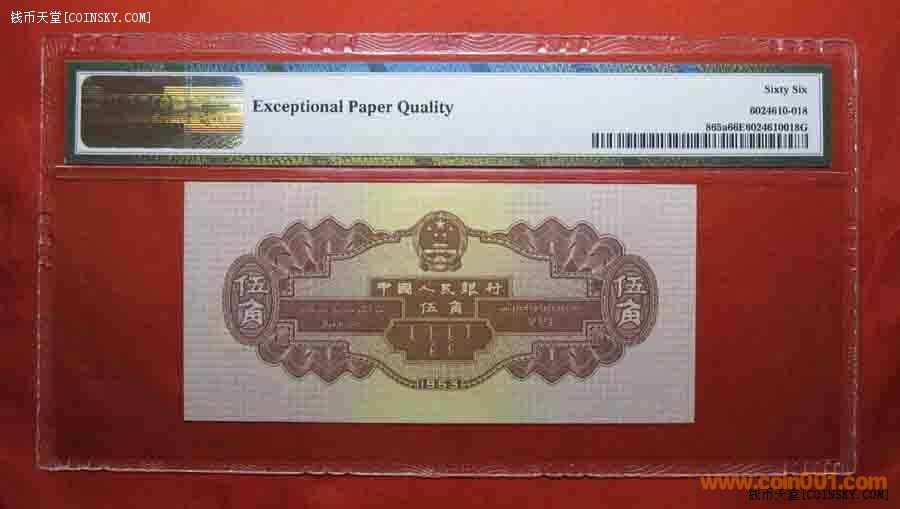 钱币天堂[COINSKY.COM]
Exceptional Paper Quality
Sixty Six
6024610-018
865a66E6024610018G
中國人民銀行
伍角
伍角
伍角
1953
www.coin001.com
钱币天堂[COINSKY.COM]